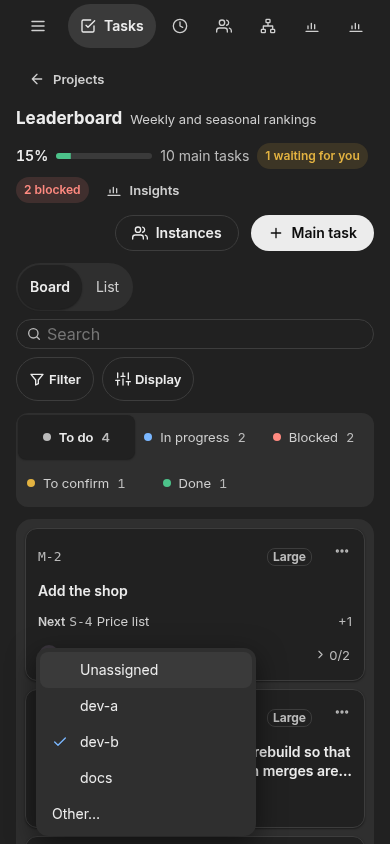 Tasks
Projects
Leaderboard Weekly and seasonal rankings
15% 10 main tasks 1 waiting for you
2 blocked Insights
Instances Main task
Board List
Search
Filter Display
To do 4 In progress 2 Blocked 2
To confirm 1 Done 1
M-2 Large
Add the shop
Next S-4 Price list +1
0/2
Unassigned
dev-a
Large
dev-b
rebuild so that
merges are...
docs
Other...